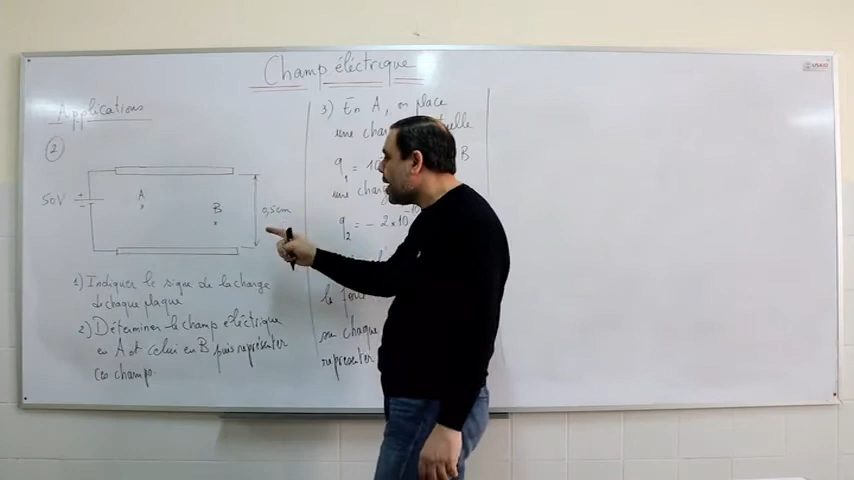 Champ électrique
USAID
Applications
2
50V
+
-
A
B
0,5cm
1) Indiquer le signe de la charge
de chaque plaque
2) Déterminer le champ électrique
en A et celui en B puis représenter
ces champs.
3) En A, on place
une
B
q1 = 10
une
q2 = - 2x10
la force
sur chaque
représenter